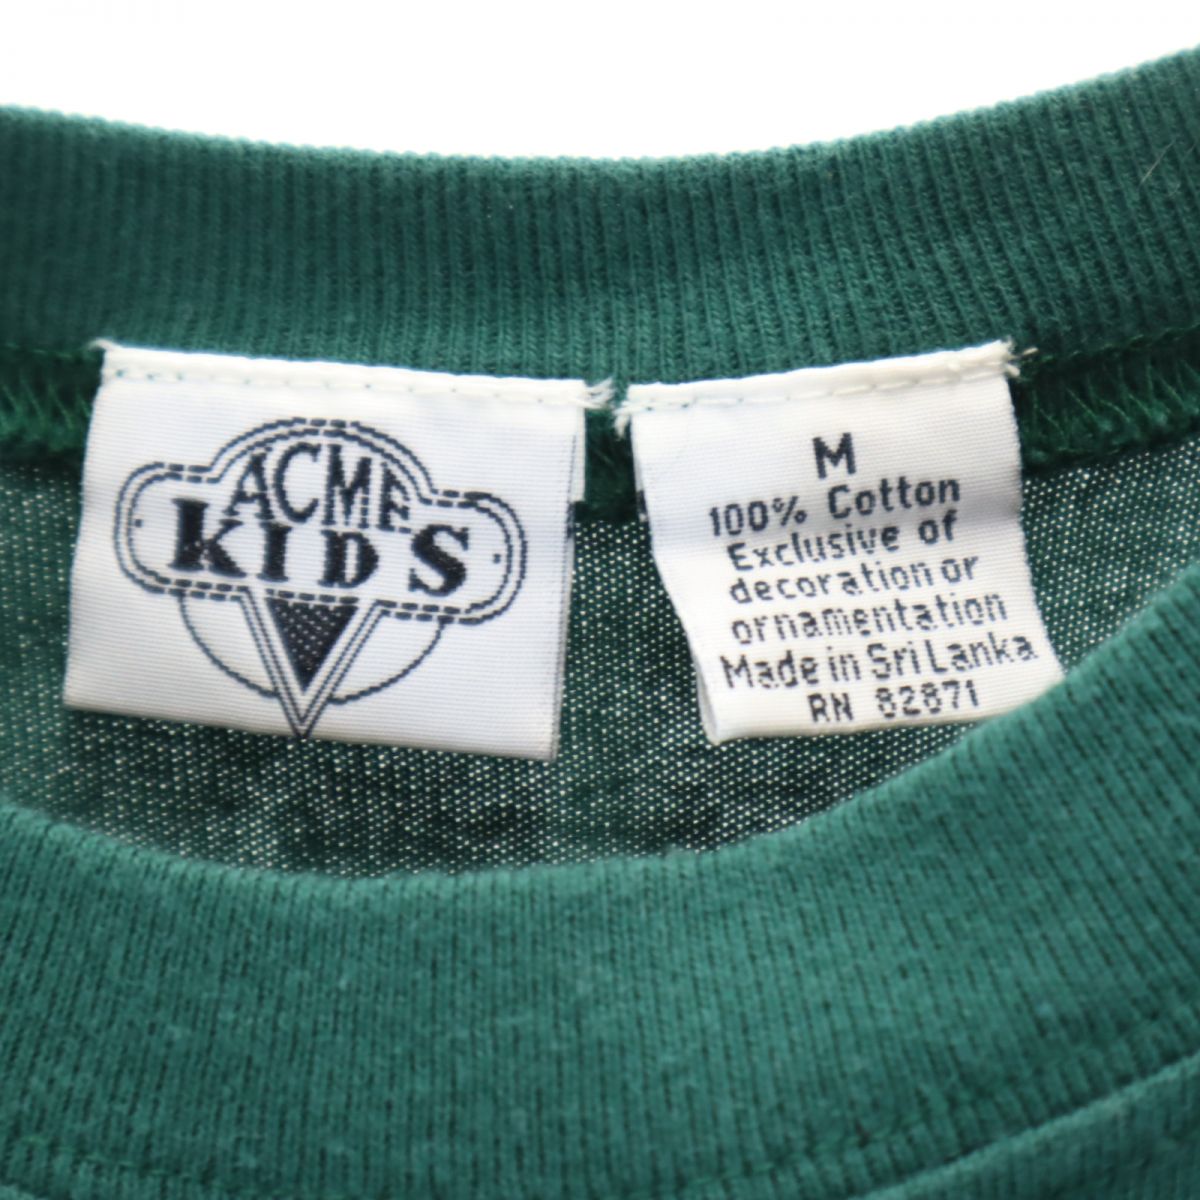 ACME
KIDS
M
100% Cotton
Exclusive of
decoration or
ornamentation
Made in Sri Lanka
RN 82871